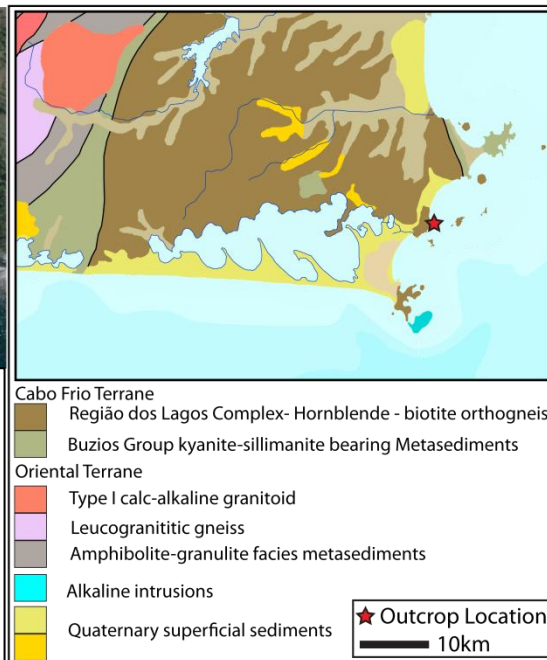 Cabo Frio Terrane
Região dos Lagos Complex- Hornblende - biotite orthogneis
Buzios Group kyanite-sillimanite bearing Metasediments
Oriental Terrane
Type I calc-alkaline granitoid
Leucogranititic gneiss
Amphibolite-granulite facies metasediments
Alkaline intrusions
Quaternary superficial sediments
Outcrop Location
10km